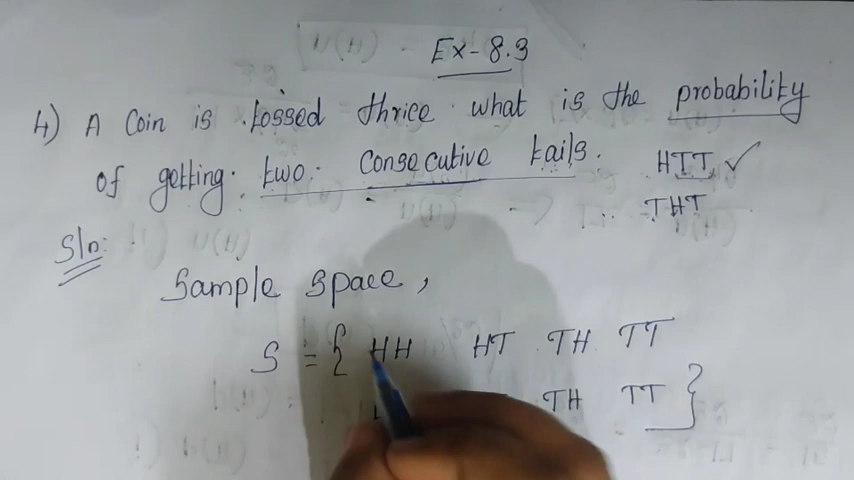 Ex-8.3
4) A Coin is tossed thrice what is the probability
of getting two consecutive tails.
HTT ✓
THT
Sln:
Sample space,
S = { HH HT TH TT
TH TT }